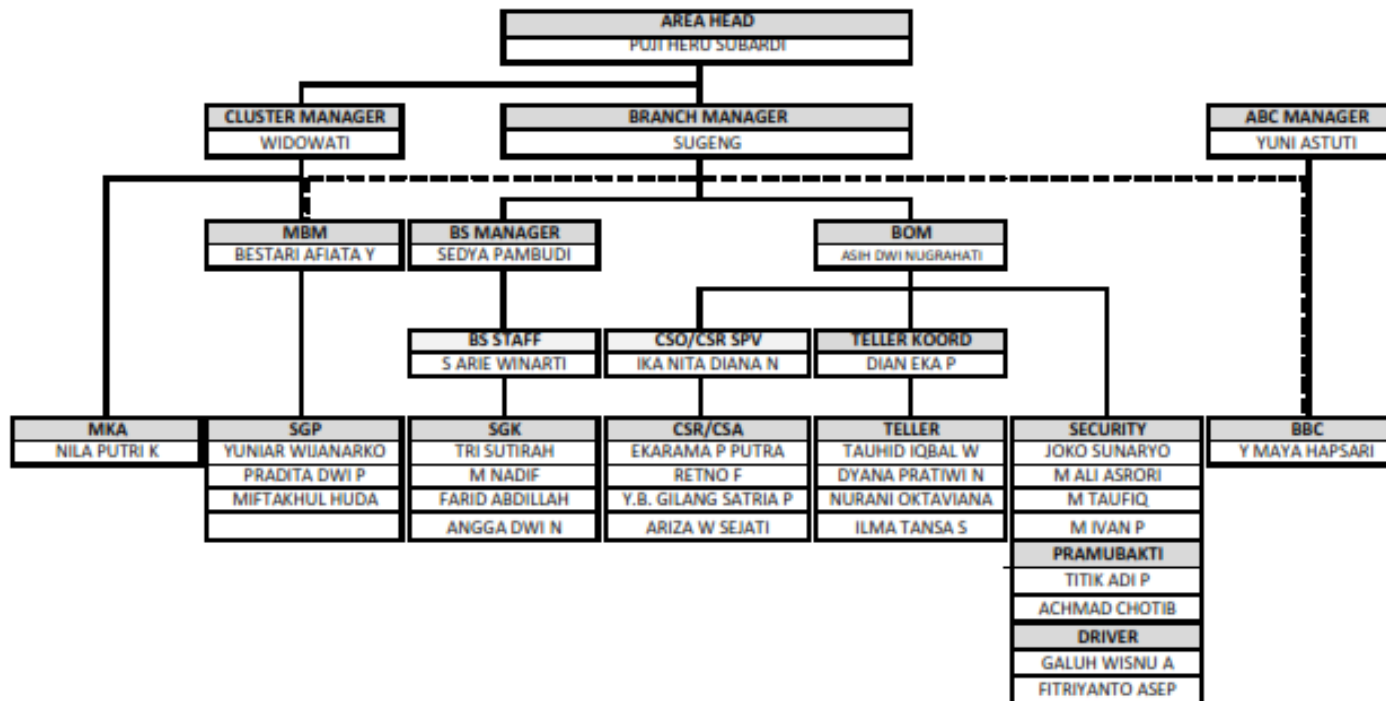 AREA HEAD
PUJI HERU SUBARDI
CLUSTER MANAGER
WIDOWATI
BRANCH MANAGER
SUGENG
ABC MANAGER
YUNI ASTUTI
MBM
BESTARI AFIATA Y
BS MANAGER
SEDYA PAMBUDI
BOM
ASIH DWI NUGRAHATI
BS STAFF
S ARIE WINARTI
CSO/CSR SPV
IKA NITA DIANA N
TELLER KOORD
DIAN EKA P
MKA
NILA PUTRI K
SGP
YUNIAR WIJANARKO
PRADITA DWI P
MIFTAKHUL HUDA
SGK
TRI SUTIRAH
M NADIF
FARID ABDILLAH
ANGGA DWI N
CSR/CSA
EKARAMA P PUTRA
RETNO F
Y.B. GILANG SATRIA P
ARIZA W SEJATI
TELLER
TAUHID IQBAL W
DYANA PRATIWI N
NURANI OKTAVIANA
ILMA TANSA S
SECURITY
JOKO SUNARYO
M ALI ASRORI
M TAUFIQ
M IVAN P
PRAMUBAKTI
TITIK ADI P
ACHMAD CHOTIB
DRIVER
GALUH WISNU A
FITRIYANTO ASEP
BBC
Y MAYA HAPSARI